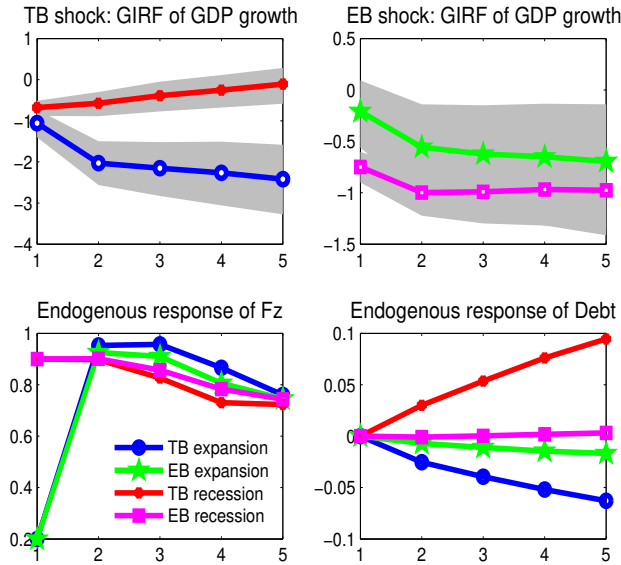 TB shock: GIRF of GDP growth
1
0
−1
−2
−3
−4
1 2 3 4 5
EB shock: GIRF of GDP growth
0.5
0
−0.5
−1
−1.5
1 2 3 4 5
Endogenous response of Fz
1
0.8
0.6
0.4
0.2
TB expansion
EB expansion
TB recession
EB recession
1 2 3 4 5
Endogenous response of Debt
0.1
0.05
0
−0.05
−0.1
1 2 3 4 5